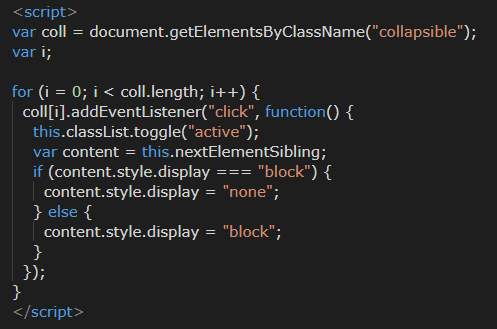 <script>
var coll = document.getElementsByClassName("collapsible");
var i;

for (i = 0; i < coll.length; i++) {
  coll[i].addEventListener("click", function() {
    this.classList.toggle("active");
    var content = this.nextElementSibling;
    if (content.style.display === "block") {
      content.style.display = "none";
    } else {
      content.style.display = "block";
    }
  });
}
</script>